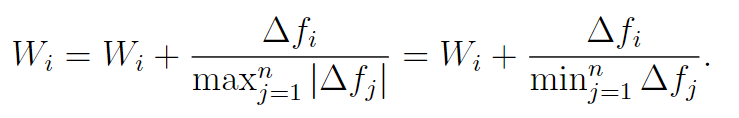 $W_i = W_i + \frac{\Delta f_i}{\max_{j=1}^{n} |\Delta f_j|} = W_i + \frac{\Delta f_i}{\min_{j=1}^{n} \Delta f_j}.$